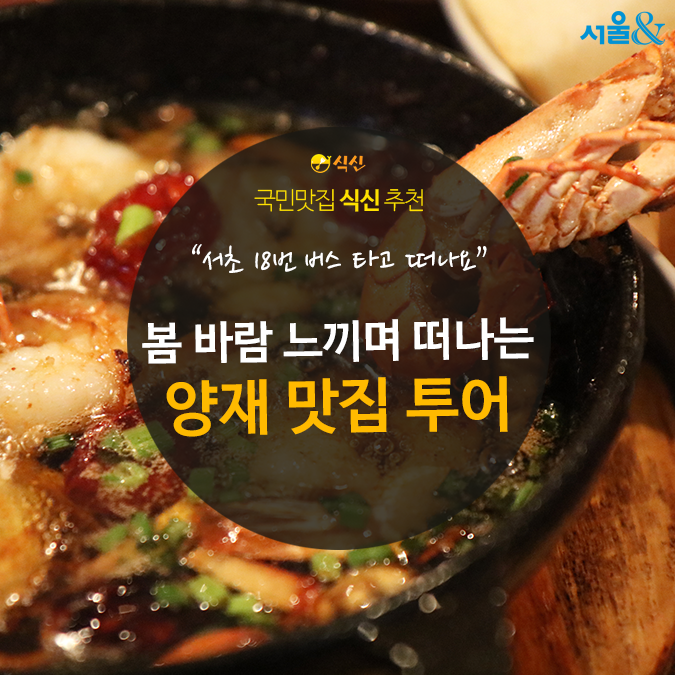 서울&
식신
국민맛집 식신 추천
“서초 18번 버스 타고 떠나요”
봄 바람 느끼며 떠나는
양재 맛집 투어